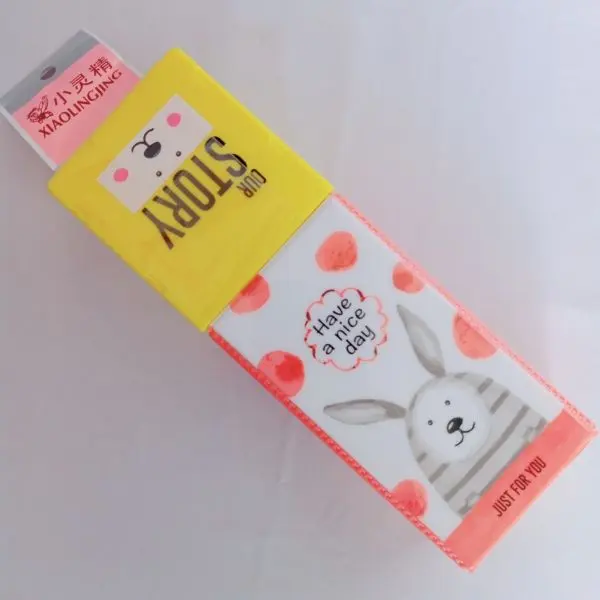 小灵精
XIAOLINGJING
OUR
STORY
Have
a nice
day
JUST FOR YOU